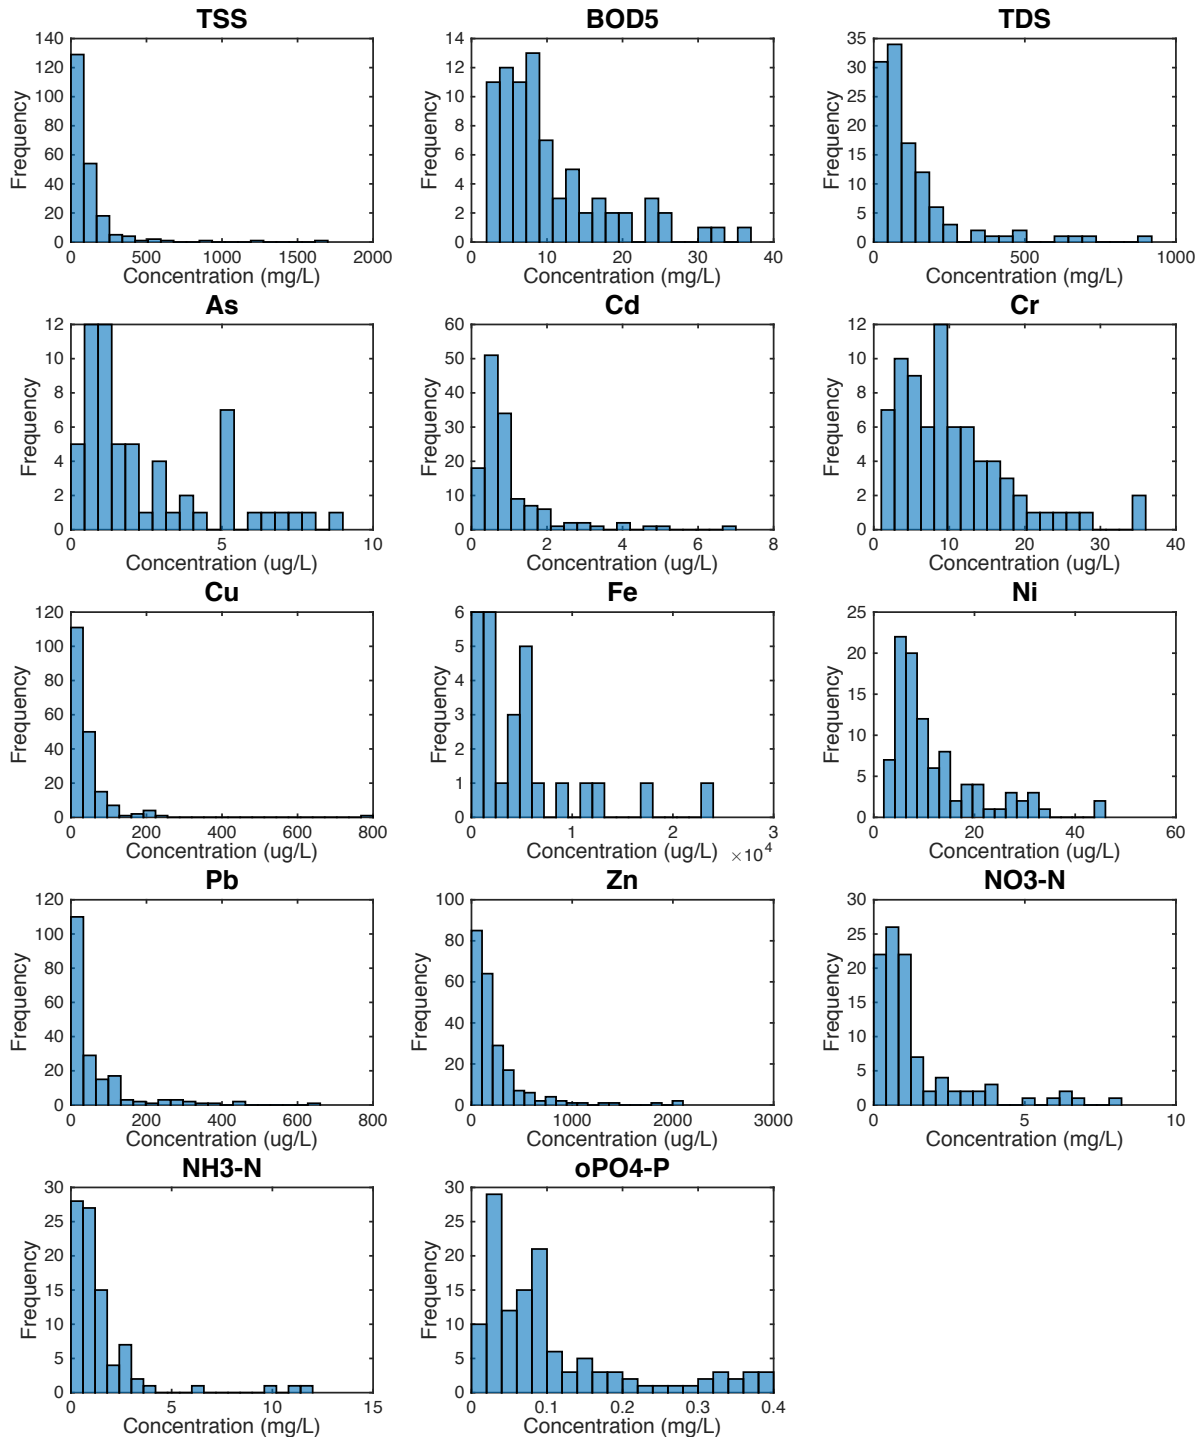 TSS
140
120
100
80
60
40
20
0
Frequency
0 500 1000 1500 2000
Concentration (mg/L)
BOD5
14
12
10
8
6
4
2
0
Frequency
0 10 20 30 40
Concentration (mg/L)
TDS
35
30
25
20
15
10
5
0
Frequency
0 500 1000
Concentration (mg/L)
As
12
10
8
6
4
2
0
Frequency
0 5 10
Concentration (ug/L)
Cd
60
50
40
30
20
10
0
Frequency
0 2 4 6 8
Concentration (ug/L)
Cr
12
10
8
6
4
2
0
Frequency
0 10 20 30 40
Concentration (ug/L)
Cu
120
100
80
60
40
20
0
Frequency
0 200 400 600 800
Concentration (ug/L)
Fe
6
5
4
3
2
1
0
Frequency
0 1 2 3
Concentration (ug/L) ×10^4
Ni
25
20
15
10
5
0
Frequency
0 20 40 60
Concentration (ug/L)
Pb
120
100
80
60
40
20
0
Frequency
0 200 400 600 800
Concentration (ug/L)
Zn
100
80
60
40
20
0
Frequency
0 1000 2000 3000
Concentration (ug/L)
NO3-N
30
25
20
15
10
5
0
Frequency
0 5 10
Concentration (mg/L)
NH3-N
30
25
20
15
10
5
0
Frequency
0 5 10 15
Concentration (mg/L)
oPO4-P
30
25
20
15
10
5
0
Frequency
0 0.1 0.2 0.3 0.4
Concentration (mg/L)